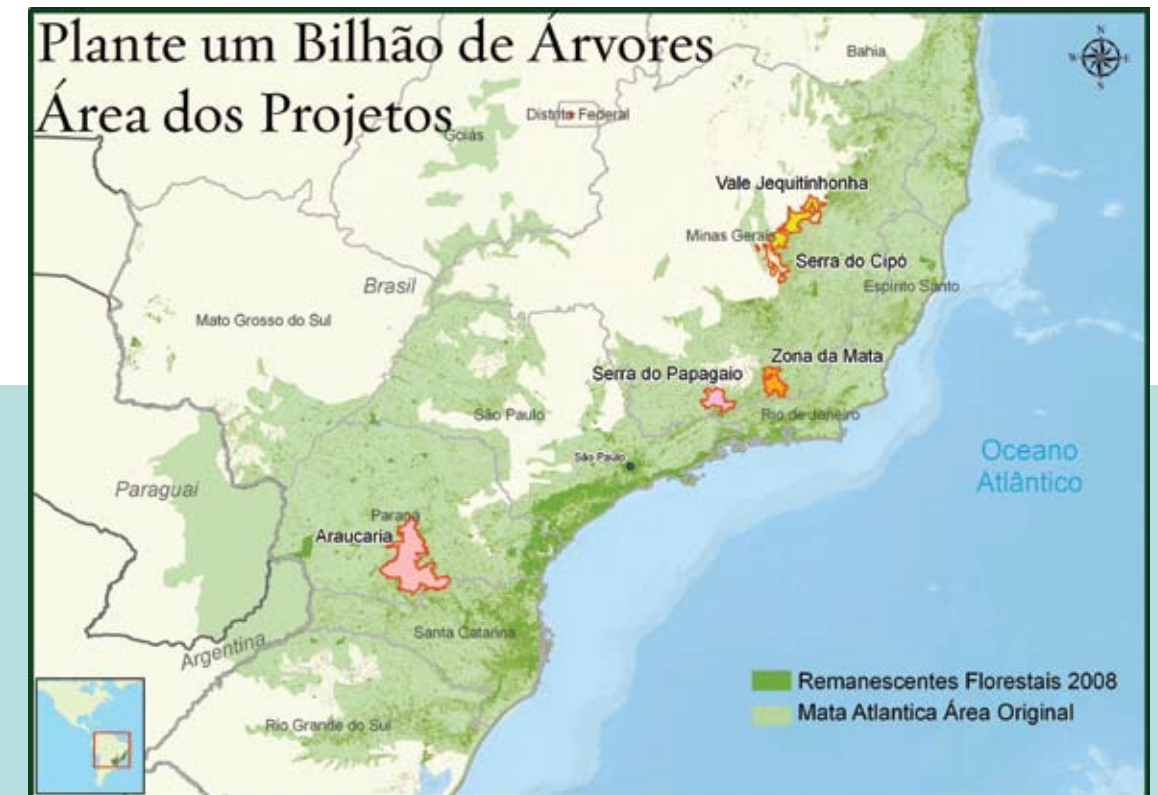 Plante um Bilhão de Árvores
Área dos Projetos
Bahia
N
W
E
S
Distrito Federal
Goiás
Vale Jequitinhonha
Minas Gerais
Serra do Cipó
Espirito Santo
Brasil
Mato Grosso do Sul
Zona da Mata
Serra do Papagaio
São Paulo
Rio de Janeiro
São Paulo
Oceano
Atlântico
Paraguai
Paraná
Araucaria
Santa Catarina
Argentina
Remanescentes Florestais 2008
Mata Atlantica Área Original
Rio Grande do Sul